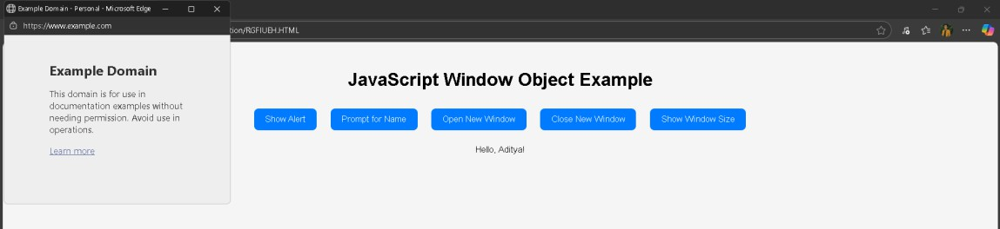 Example Domain - Personal - Microsoft Edge
https://www.example.com
tion/RGFIUEH.HTML
Example Domain
This domain is for use in
documentation examples without
needing permission. Avoid use in
operations.
Learn more
JavaScript Window Object Example
Show Alert
Prompt for Name
Open New Window
Close New Window
Show Window Size
Hello, Aditya!